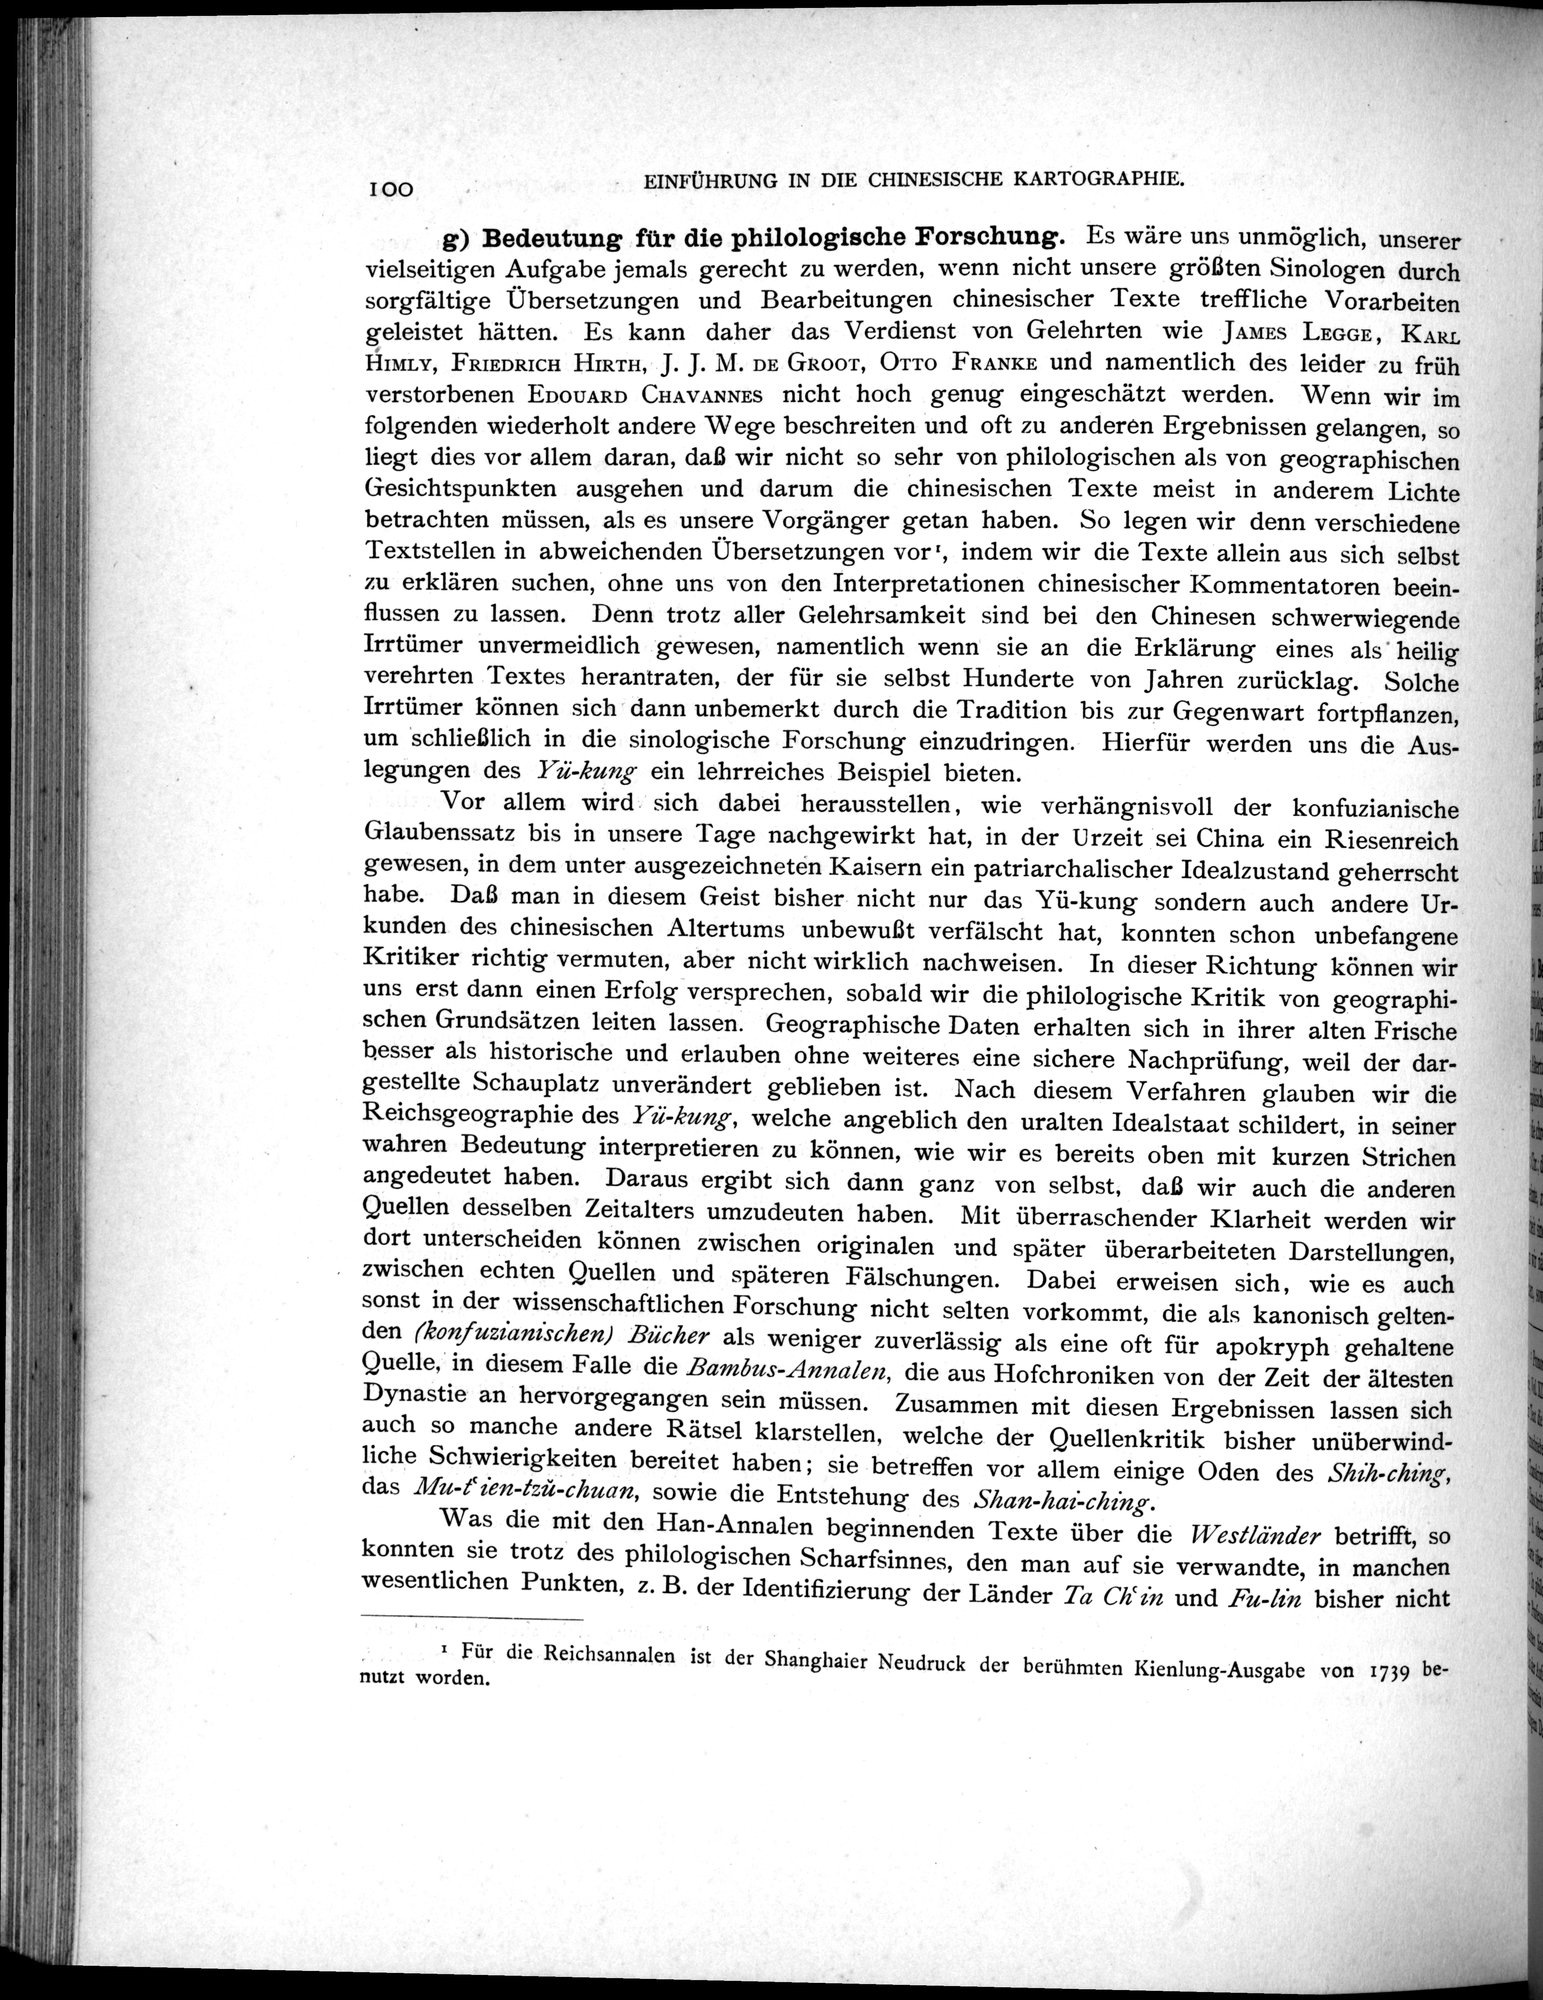 100 EINFÜHRUNG IN DIE CHINESISCHE KARTOGRAPHIE.
g) Bedeutung für die philologische Forschung. Es wäre uns unmöglich, unserer
vielseitigen Aufgabe jemals gerecht zu werden, wenn nicht unsere größten Sinologen durch
sorgfältige Übersetzungen und Bearbeitungen chinesischer Texte treffliche Vorarbeiten
geleistet hätten. Es kann daher das Verdienst von Gelehrten wie JAMES LEGGE, KARL
HIMLY, FRIEDRICH HIRTH, J. J. M. DE GROOT, OTTO FRANKE und namentlich des leider zu früh
verstorbenen EDOUARD CHAVANNES nicht hoch genug eingeschätzt werden. Wenn wir im
folgenden wiederholt andere Wege beschreiten und oft zu anderen Ergebnissen gelangen, so
liegt dies vor allem daran, daß wir nicht so sehr von philologischen als von geographischen
Gesichtspunkten ausgehen und darum die chinesischen Texte meist in anderem Lichte
betrachten müssen, als es unsere Vorgänger getan haben. So legen wir denn verschiedene
Textstellen in abweichenden Übersetzungen vor¹, indem wir die Texte allein aus sich selbst
zu erklären suchen, ohne uns von den Interpretationen chinesischer Kommentatoren beein-
flussen zu lassen. Denn trotz aller Gelehrsamkeit sind bei den Chinesen schwerwiegende
Irrtümer unvermeidlich gewesen, namentlich wenn sie an die Erklärung eines als heilig
verehrten Textes herantraten, der für sie selbst Hunderte von Jahren zurücklag. Solche
Irrtümer können sich dann unbemerkt durch die Tradition bis zur Gegenwart fortpflanzen,
um schließlich in die sinologische Forschung einzudringen. Hierfür werden uns die Aus-
legungen des Yü-kung ein lehrreiches Beispiel bieten.
Vor allem wird sich dabei herausstellen, wie verhängnisvoll der konfuzianische
Glaubenssatz bis in unsere Tage nachgewirkt hat, in der Urzeit sei China ein Riesenreich
gewesen, in dem unter ausgezeichneten Kaisern ein patriarchalischer Idealzustand geherrscht
habe. Daß man in diesem Geist bisher nicht nur das Yü-kung sondern auch andere Ur-
kunden des chinesischen Altertums unbewußt verfälscht hat, konnten schon unbefangene
Kritiker richtig vermuten, aber nicht wirklich nachweisen. In dieser Richtung können wir
uns erst dann einen Erfolg versprechen, sobald wir die philologische Kritik von geographi-
schen Grundsätzen leiten lassen. Geographische Daten erhalten sich in ihrer alten Frische
besser als historische und erlauben ohne weiteres eine sichere Nachprüfung, weil der dar-
gestellte Schauplatz unverändert geblieben ist. Nach diesem Verfahren glauben wir die
Reichsgeographie des Yü-kung, welche angeblich den uralten Idealstaat schildert, in seiner
wahren Bedeutung interpretieren zu können, wie wir es bereits oben mit kurzen Strichen
angedeutet haben. Daraus ergibt sich dann ganz von selbst, daß wir auch die anderen
Quellen desselben Zeitalters umzudeuten haben. Mit überraschender Klarheit werden wir
dort unterscheiden können zwischen originalen und später überarbeiteten Darstellungen,
zwischen echten Quellen und späteren Fälschungen. Dabei erweisen sich, wie es auch
sonst in der wissenschaftlichen Forschung nicht selten vorkommt, die als kanonisch gelten-
den (konfuzianischen) Bücher als weniger zuverlässig als eine oft für apokryph gehaltene
Quelle, in diesem Falle die Bambus-Annalen, die aus Hofchroniken von der Zeit der ältesten
Dynastie an hervorgegangen sein müssen. Zusammen mit diesen Ergebnissen lassen sich
auch so manche andere Rätsel klarstellen, welche der Quellenkritik bisher unüberwind-
liche Schwierigkeiten bereitet haben; sie betreffen vor allem einige Oden des Shih-ching,
das Mu-tʿien-tzŭ-chuan, sowie die Entstehung des Shan-hai-ching.
Was die mit den Han-Annalen beginnenden Texte über die Westländer betrifft, so
konnten sie trotz des philologischen Scharfsinnes, den man auf sie verwandte, in manchen
wesentlichen Punkten, z. B. der Identifizierung der Länder Ta Chʿin und Fu-lin bisher nicht
¹ Für die Reichsannalen ist der Shanghaier Neudruck der berühmten Kienlung-Ausgabe von 1739 be-
nutzt worden.